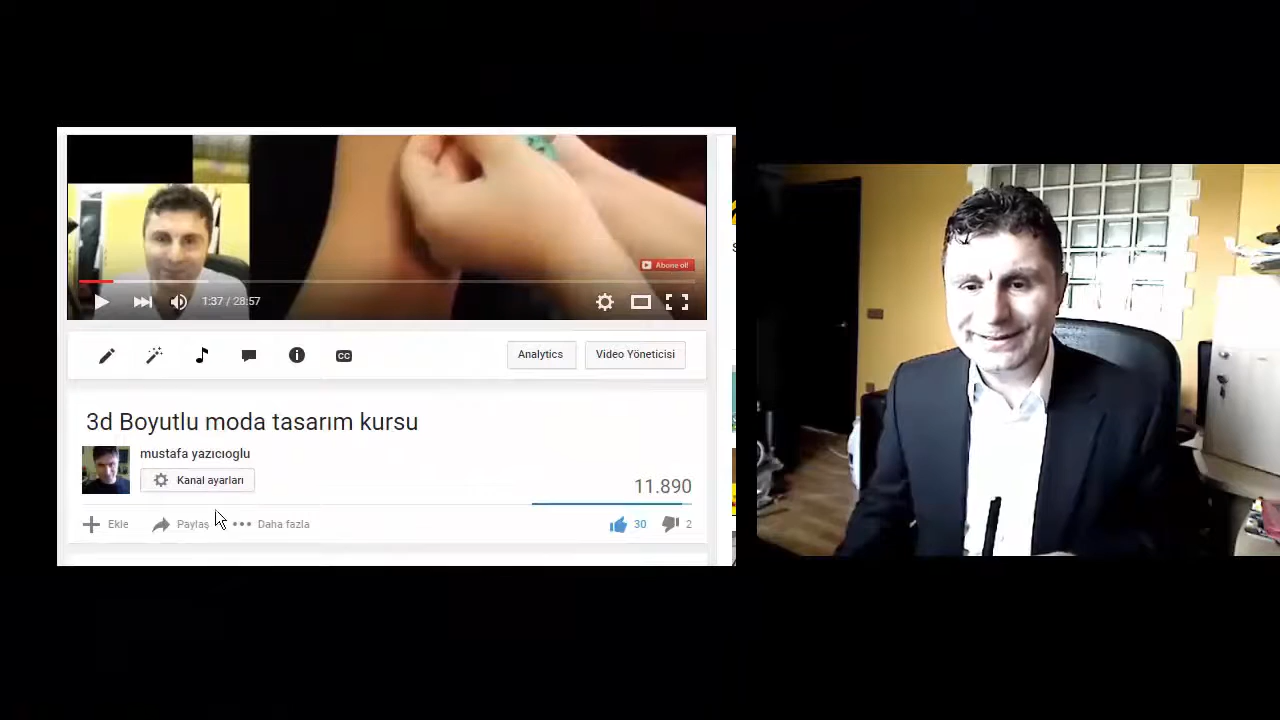 Abone ol!
1:37 / 28:57
CC
Analytics
Video Yöneticisi
3d Boyutlu moda tasarım kursu
mustafa yazıcıoglu
Kanal ayarları
11.890
Ekle
Paylaş
Daha fazla
30
2